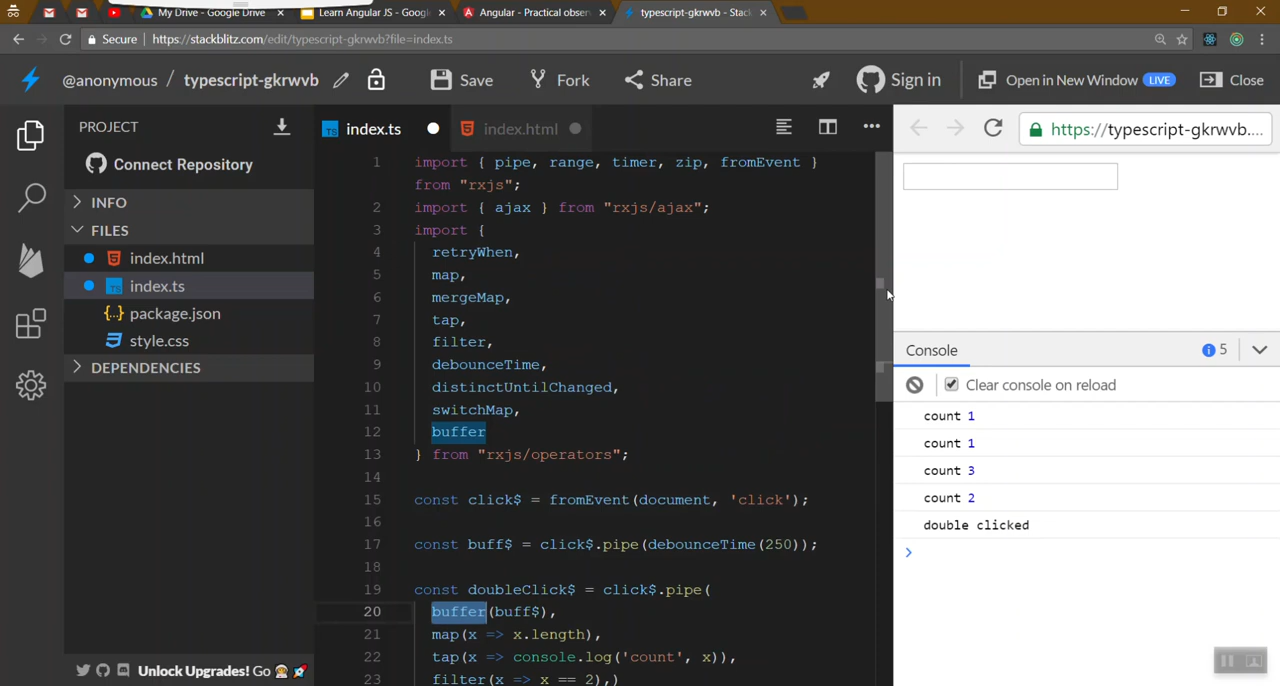 My Drive - Google Drive
Learn Angular JS - Goog
Angular - Practical obser
typescript-gkrwvb - Stac
Secure
https://stackblitz.com/edit/typescript-gkrwvb?file=index.ts
@anonymous / typescript-gkrwvb
Save
Fork
Share
Sign in
Open in New Window LIVE
Close
PROJECT
Connect Repository
INFO
FILES
index.html
TS index.ts
{..} package.json
style.css
DEPENDENCIES
Unlock Upgrades! Go
TS index.ts
index.html
1 import { pipe, range, timer, zip, fromEvent }
from "rxjs";
2 import { ajax } from "rxjs/ajax";
3 import {
4 retryWhen,
5 map,
6 mergeMap,
7 tap,
8 filter,
9 debounceTime,
10 distinctUntilChanged,
11 switchMap,
12 buffer
13 } from "rxjs/operators";
14
15 const click$ = fromEvent(document, 'click');
16
17 const buff$ = click$.pipe(debounceTime(250));
18
19 const doubleClick$ = click$.pipe(
20 buffer(buff$),
21 map(x => x.length),
22 tap(x => console.log('count', x)),
23 filter(x => x == 2),)
https://typescript-gkrwvb....
Console
5
Clear console on reload
count 1
count 1
count 3
count 2
double clicked